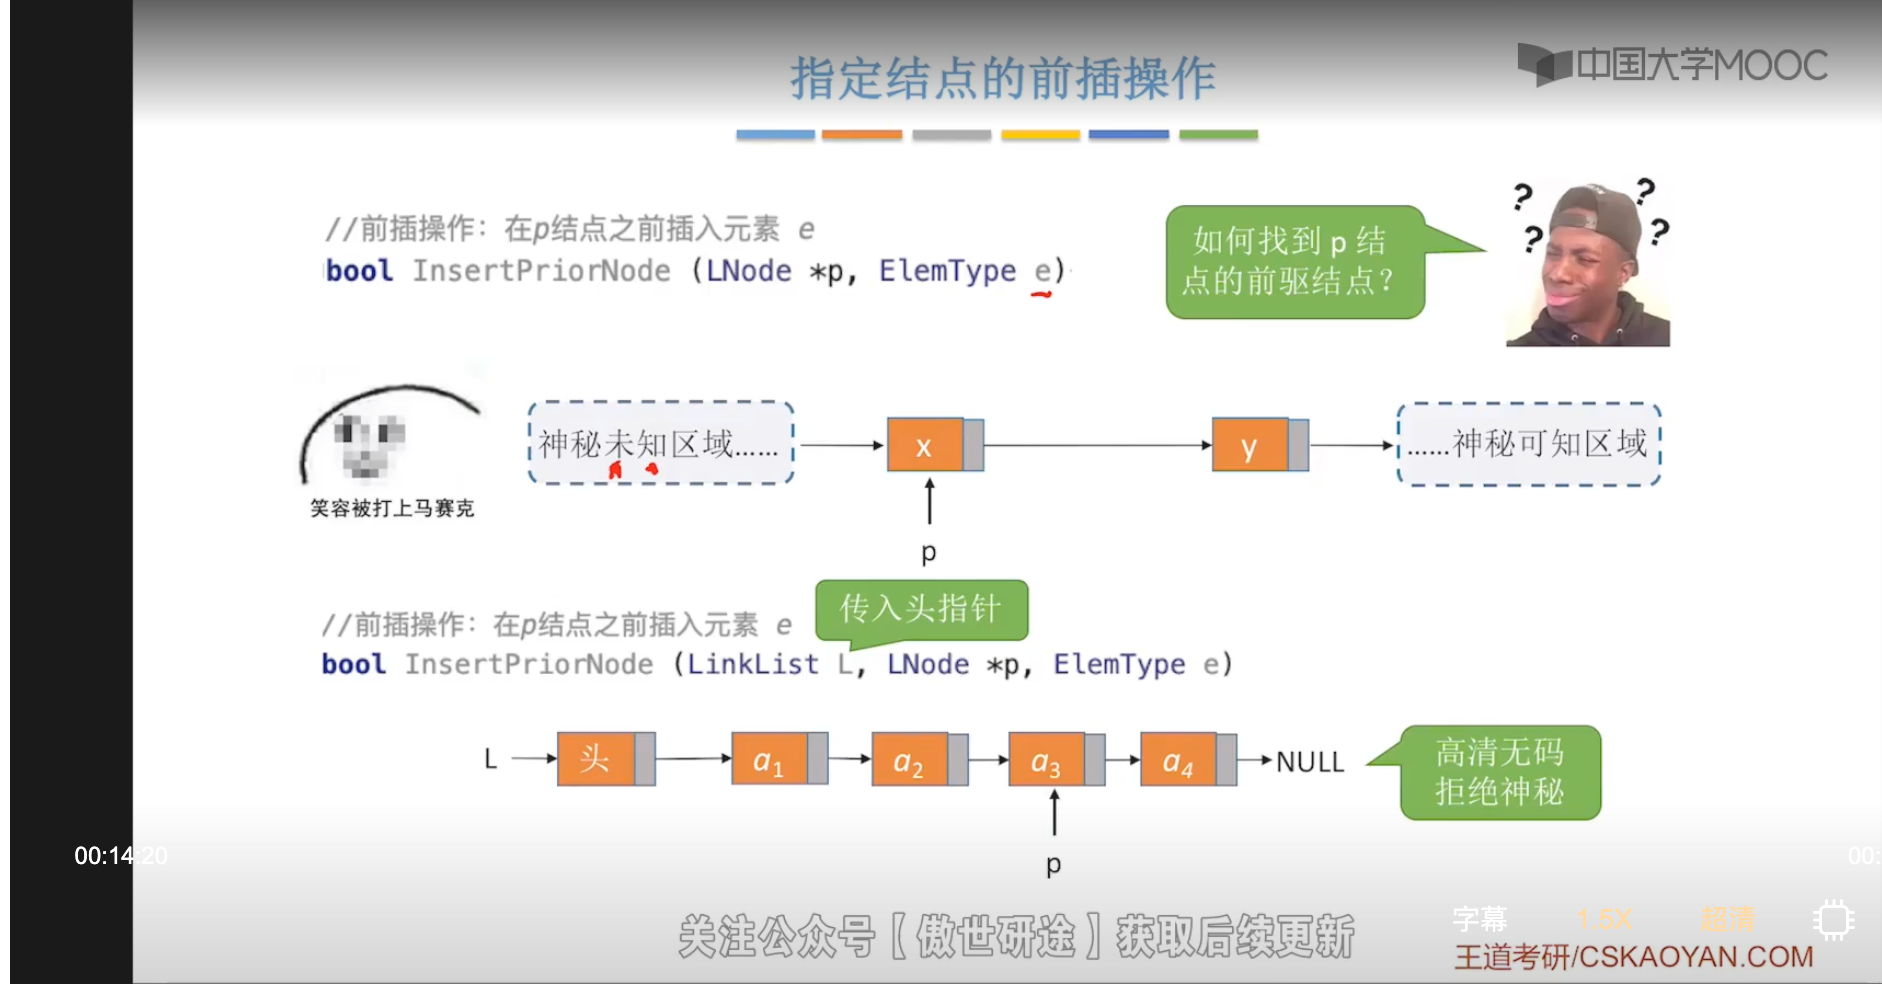 指定结点的前插操作
中国大学MOOC
//前插操作：在p结点之前插入元素 e
bool InsertPriorNode (LNode *p, ElemType e)
如何找到 p 结
点的前驱结点？
? ? ? ?
神秘未知区域……
x
y
……神秘可知区域
笑容被打上马赛克
p
传入头指针
//前插操作：在p结点之前插入元素 e
bool InsertPriorNode (LinkList L, LNode *p, ElemType e)
L
头
a1
a2
a3
a4
NULL
高清无码
拒绝神秘
p
00:14:20
00:
字幕
1.5X
超清
关注公众号【傲世研途】获取后续更新
王道考研/CSKAOYAN.COM